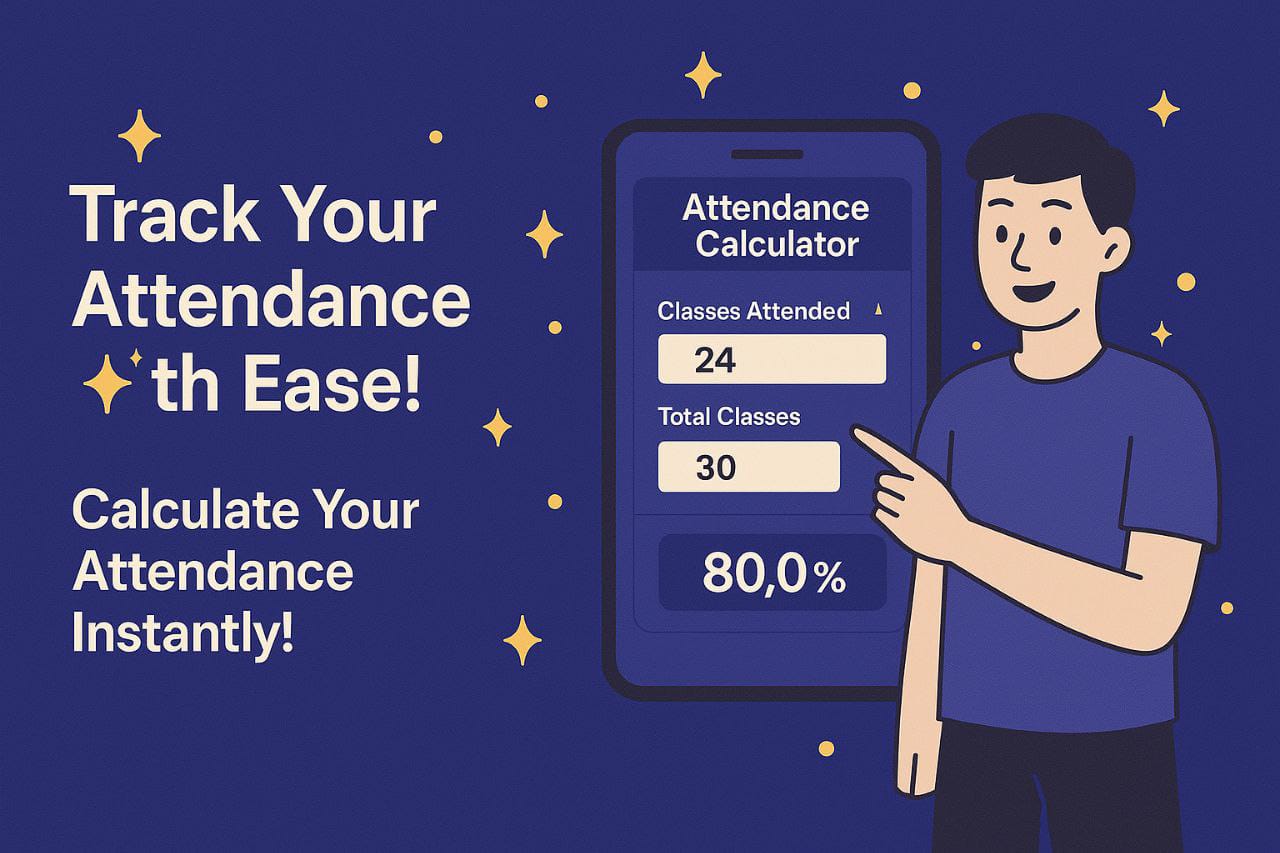 Track Your
Attendance
th Ease!
Calculate Your
Attendance
Instantly!
Attendance
Calculator
Classes Attended
24
Total Classes
30
80,0%